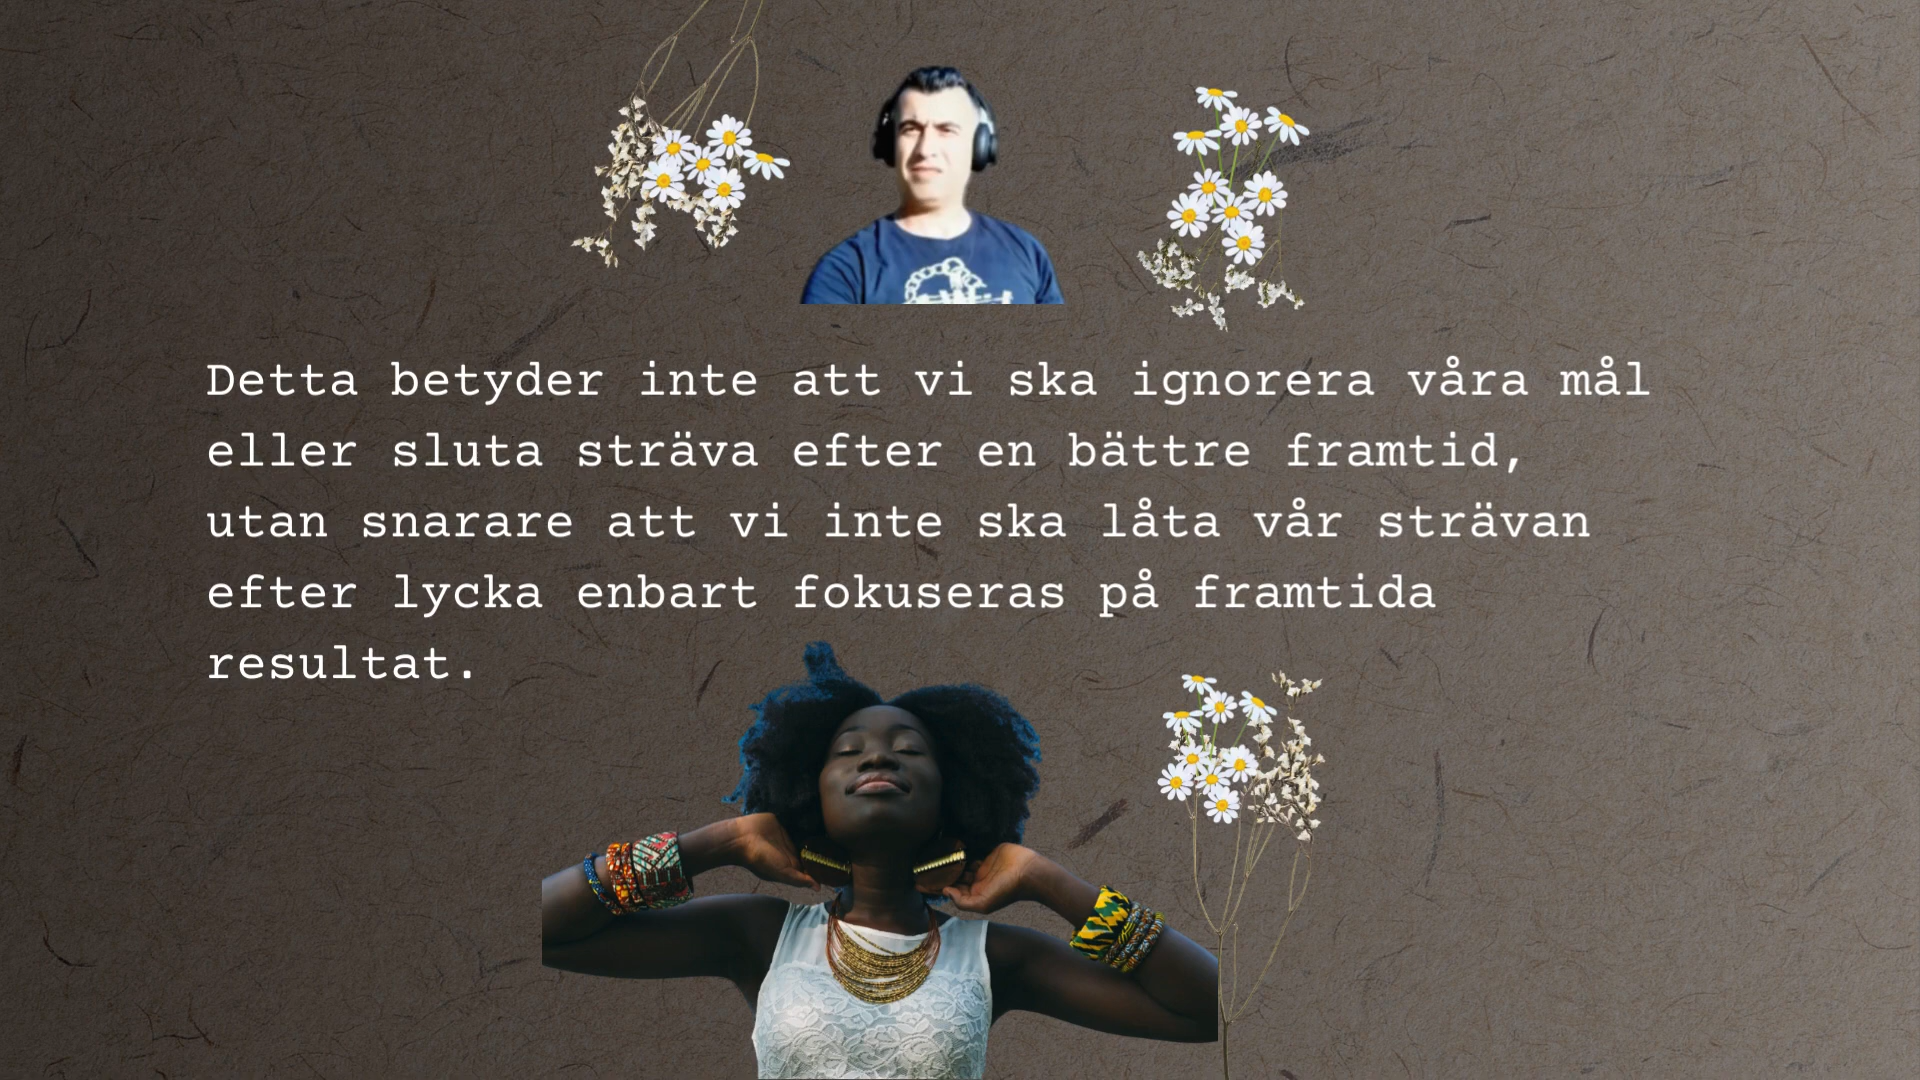 Detta betyder inte att vi ska ignorera våra mål
eller sluta sträva efter en bättre framtid,
utan snarare att vi inte ska låta vår strävan
efter lycka enbart fokuseras på framtida
resultat.